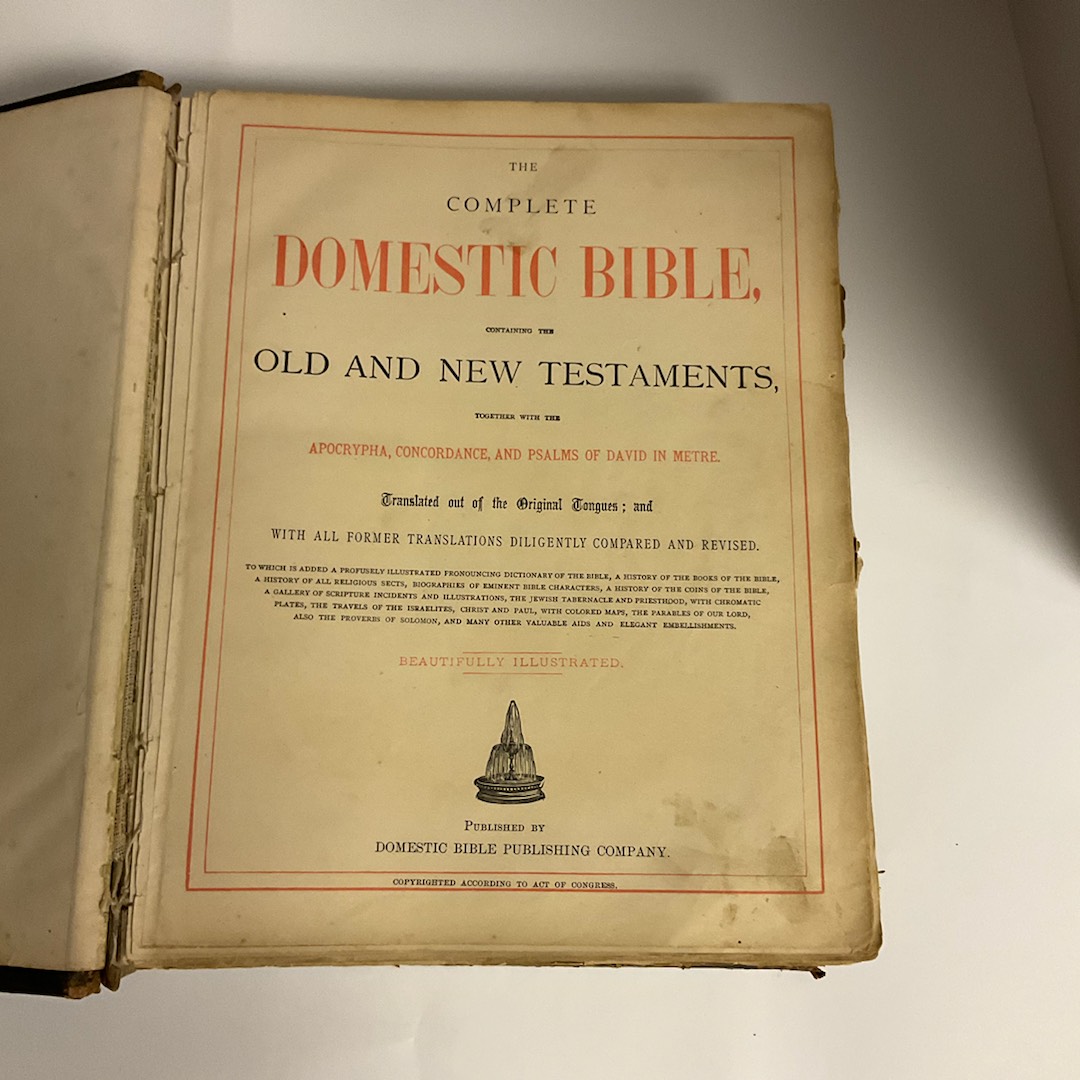 THE
COMPLETE
DOMESTIC BIBLE,
CONTAINING THE
OLD AND NEW TESTAMENTS,
TOGETHER WITH THE
APOCRYPHA, CONCORDANCE, AND PSALMS OF DAVID IN METRE.
Translated out of the Original Tongues; and
WITH ALL FORMER TRANSLATIONS DILIGENTLY COMPARED AND REVISED.
TO WHICH IS ADDED A PROFUSELY ILLUSTRATED PRONOUNCING DICTIONARY OF THE BIBLE, A HISTORY OF THE BOOKS OF THE BIBLE,
A HISTORY OF ALL RELIGIOUS SECTS, BIOGRAPHIES OF EMINENT BIBLE CHARACTERS, A HISTORY OF THE COINS OF THE BIBLE,
A GALLERY OF SCRIPTURE INCIDENTS AND ILLUSTRATIONS, THE JEWISH TABERNACLE AND PRIESTHOOD, WITH CHROMATIC
PLATES, THE TRAVELS OF THE ISRAELITES, CHRIST AND PAUL, WITH COLORED MAPS, THE PARABLES OF OUR LORD,
ALSO THE PROVERBS OF SOLOMON, AND MANY OTHER VALUABLE AIDS AND ELEGANT EMBELLISHMENTS.
BEAUTIFULLY ILLUSTRATED.
PUBLISHED BY
DOMESTIC BIBLE PUBLISHING COMPANY.
COPYRIGHTED ACCORDING TO ACT OF CONGRESS.